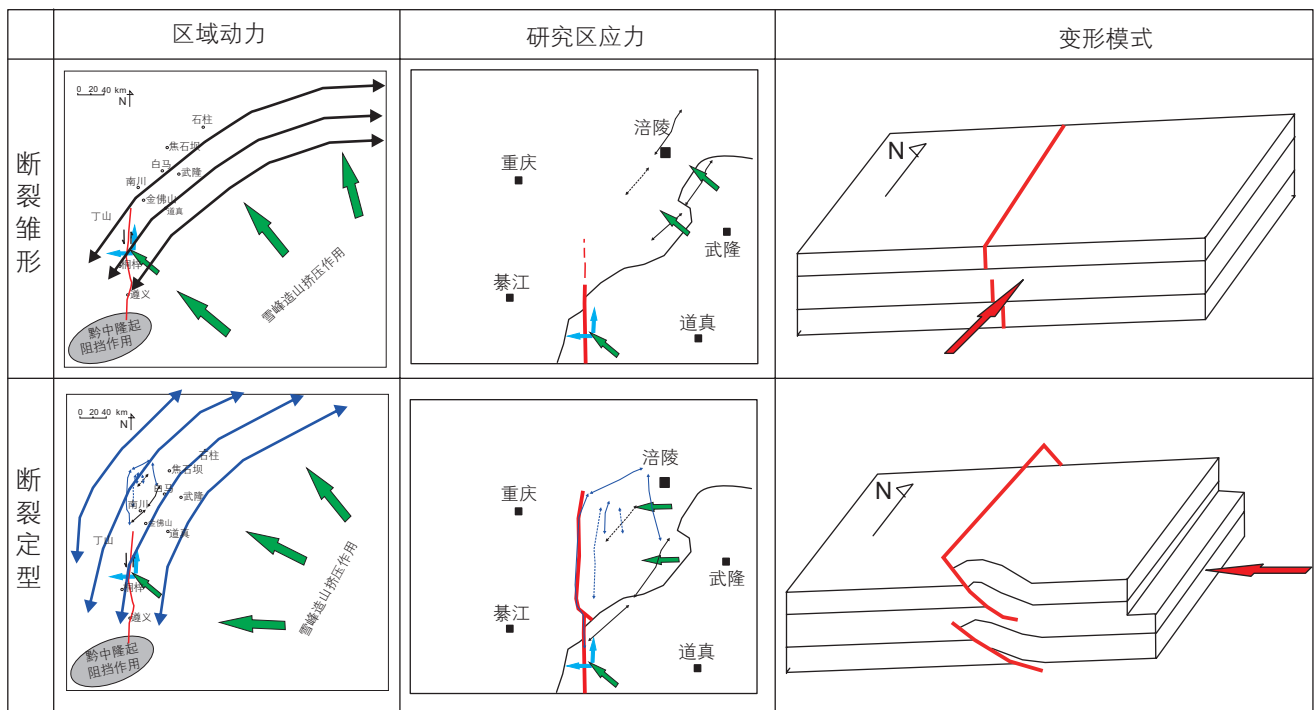 区域动力
研究区应力
变形模式
断裂雏形
0 20 40 km
N
石柱
焦石坝
白马
武隆
南川
金佛山
道真
丁山
桐梓
遵义
雪峰造山挤压作用
黔中隆起
阻挡作用
涪陵
重庆
武隆
綦江
道真
N
断裂定型
0 20 40 km
N
石柱
焦石坝
白马
武隆
南川
金佛山
道真
丁山
桐梓
遵义
雪峰造山挤压作用
黔中隆起
阻挡作用
涪陵
重庆
武隆
綦江
道真
N